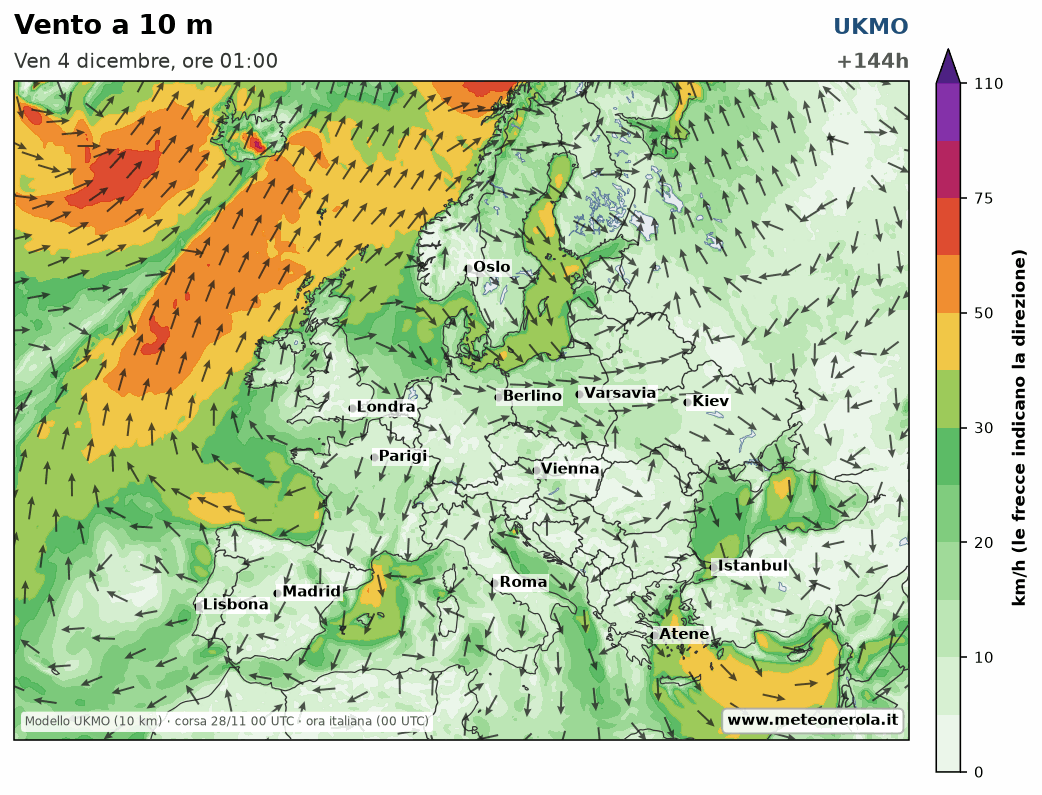 Vento a 10 m
UKMO
Ven 4 dicembre, ore 01:00
+144h
110
75
50
30
20
10
0
km/h (le frecce indicano la direzione)
Oslo
Berlino
Varsavia
Kiev
Londra
Parigi
Vienna
Istanbul
Roma
Madrid
Lisbona
Atene
Modello UKMO (10 km) · corsa 28/11 00 UTC · ora italiana (00 UTC)
www.meteonerola.it